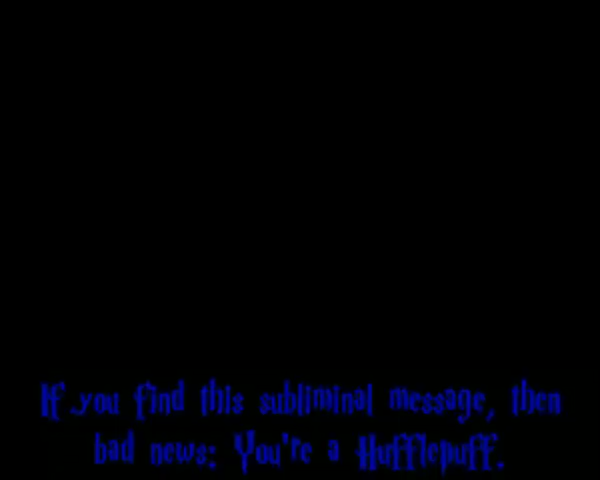 If you find this subliminal message, then
bad news: You're a Hufflepuff.